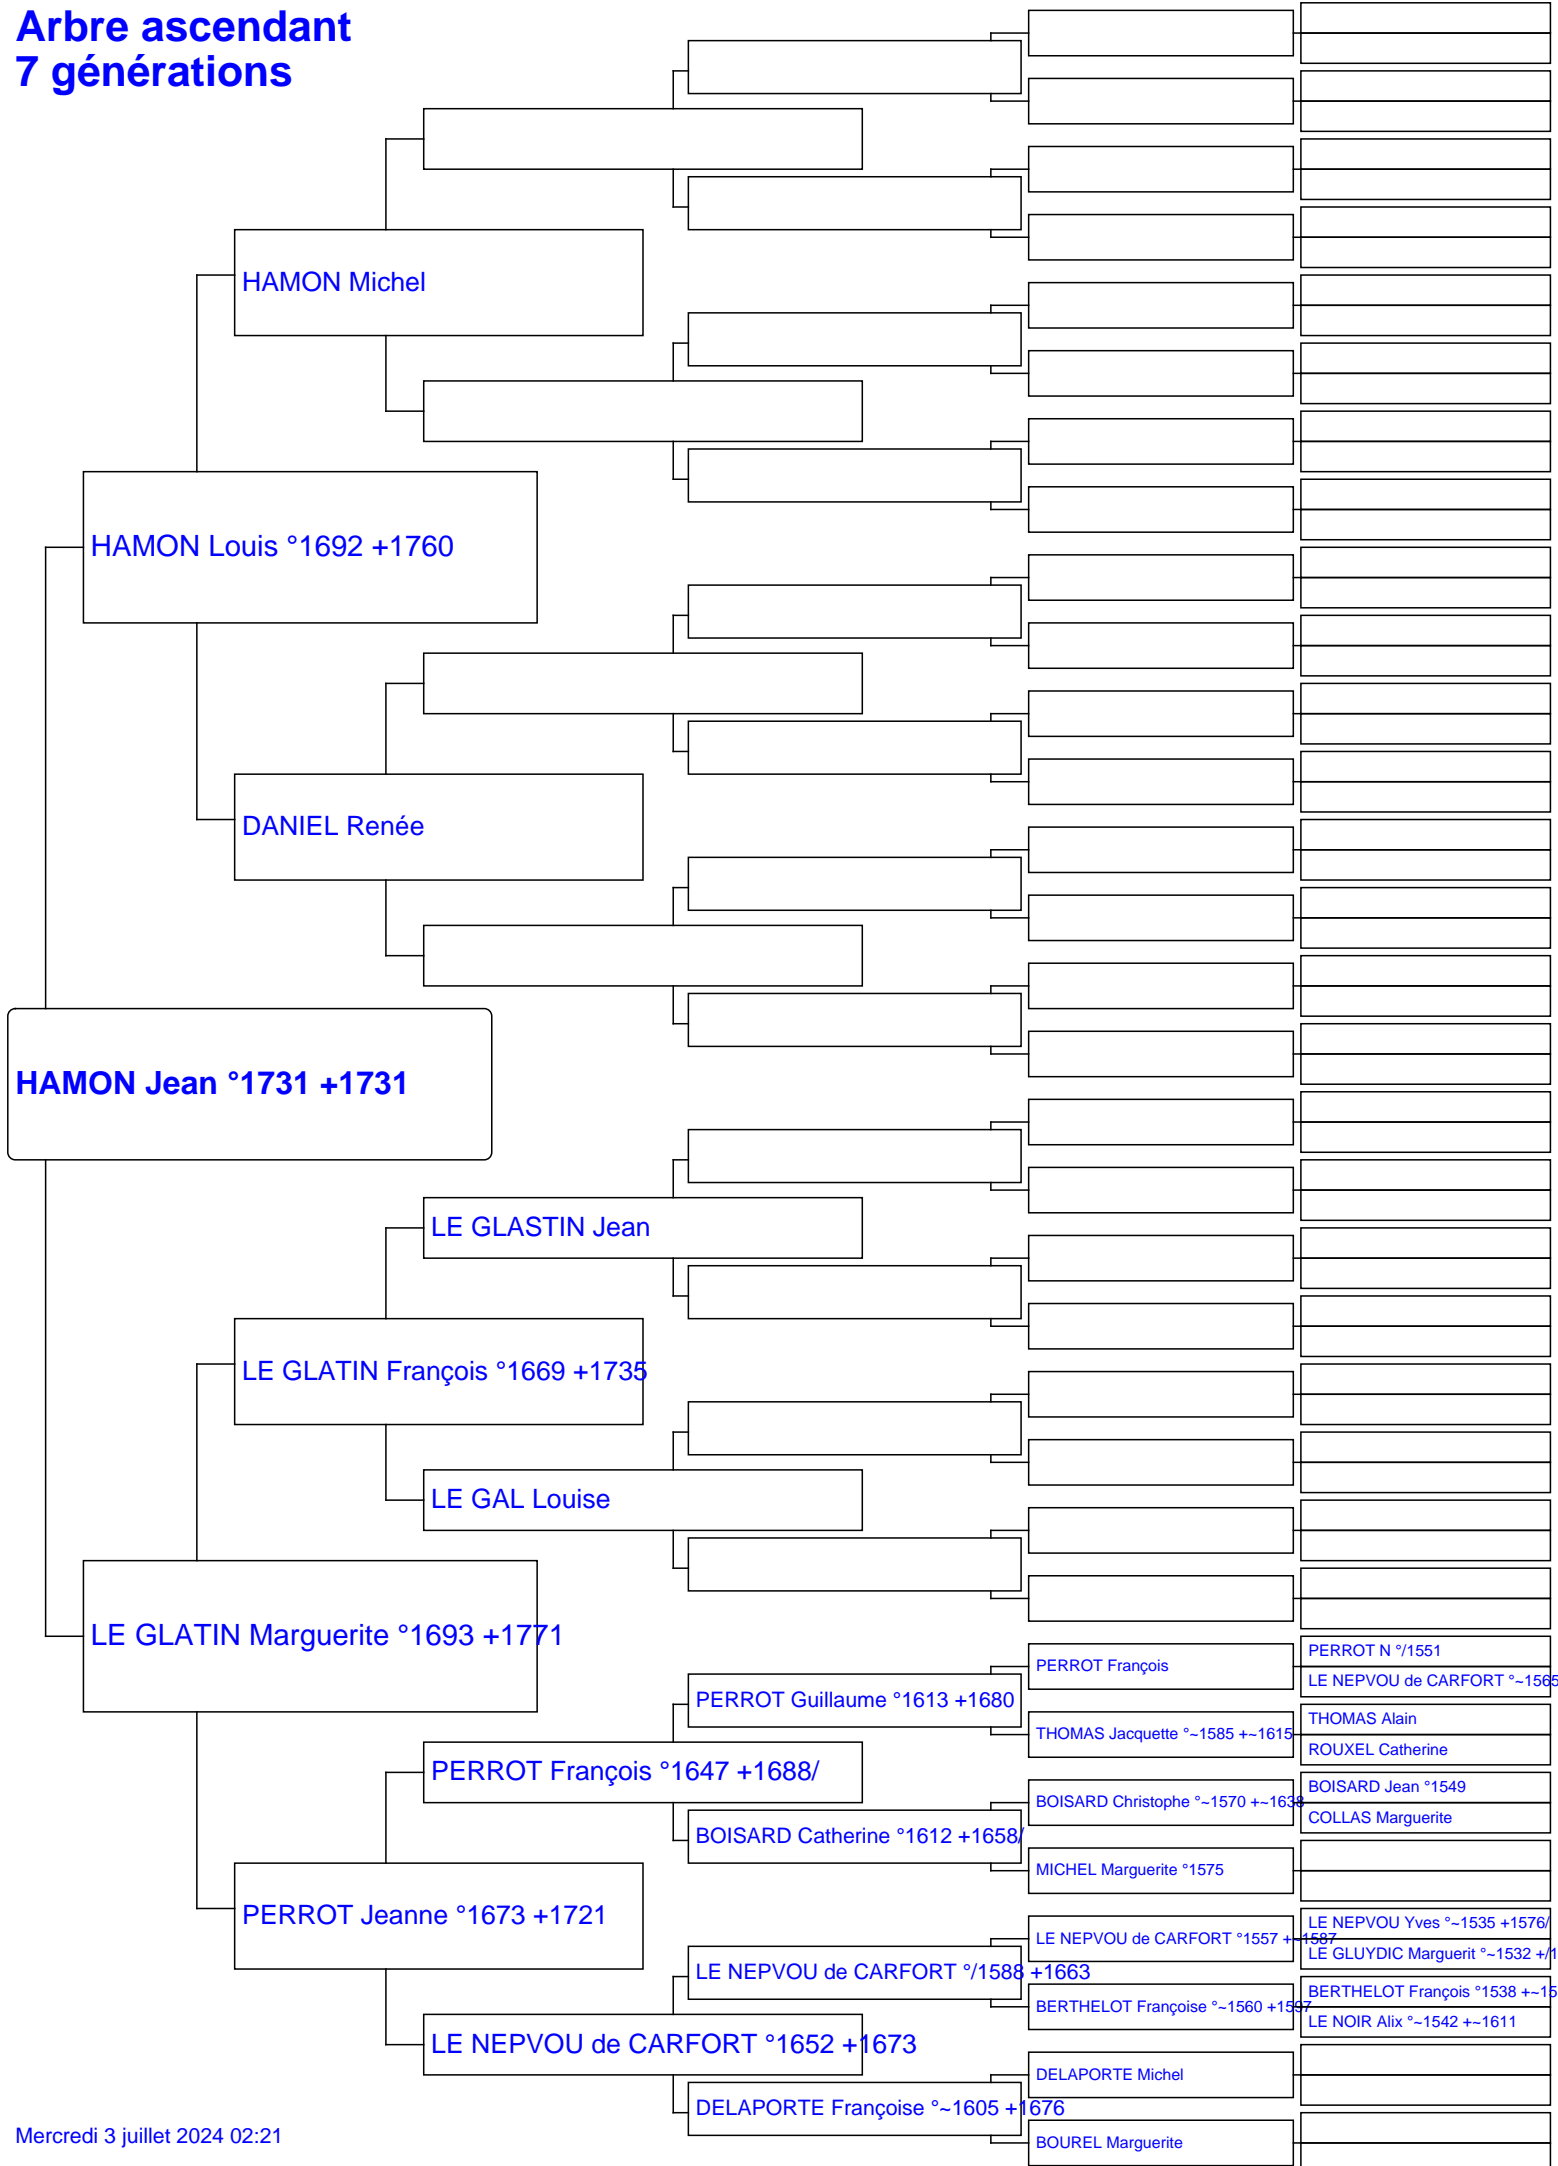 Arbre ascendant
7 générations
HAMON Michel
HAMON Louis °1692 +1760
DANIEL Renée
HAMON Jean °1731 +1731
LE GLASTIN Jean
LE GLATIN François °1669 +1735
LE GAL Louise
LE GLATIN Marguerite °1693 +1771
PERROT N °/1551
PERROT François
LE NEPVOU de CARFORT °~1565
PERROT Guillaume °1613 +1680
THOMAS Alain
THOMAS Jacquette °~1585 +~1615
ROUXEL Catherine
PERROT François °1647 +1688/
BOISARD Jean °1549
BOISARD Christophe °~1570 +~1638
COLLAS Marguerite
BOISARD Catherine °1612 +1658/
MICHEL Marguerite °1575
PERROT Jeanne °1673 +1721
LE NEPVOU Yves °~1535 +1576/
LE NEPVOU de CARFORT °1557 +~1587
LE GLUYDIC Marguerit °~1532 +/1
LE NEPVOU de CARFORT °/1588 +1663
BERTHELOT François °1538 +~15
BERTHELOT Françoise °~1560 +1597
LE NOIR Alix °~1542 +~1611
LE NEPVOU de CARFORT °1652 +1673
DELAPORTE Michel
DELAPORTE Françoise °~1605 +1676
BOUREL Marguerite
Mercredi 3 juillet 2024 02:21